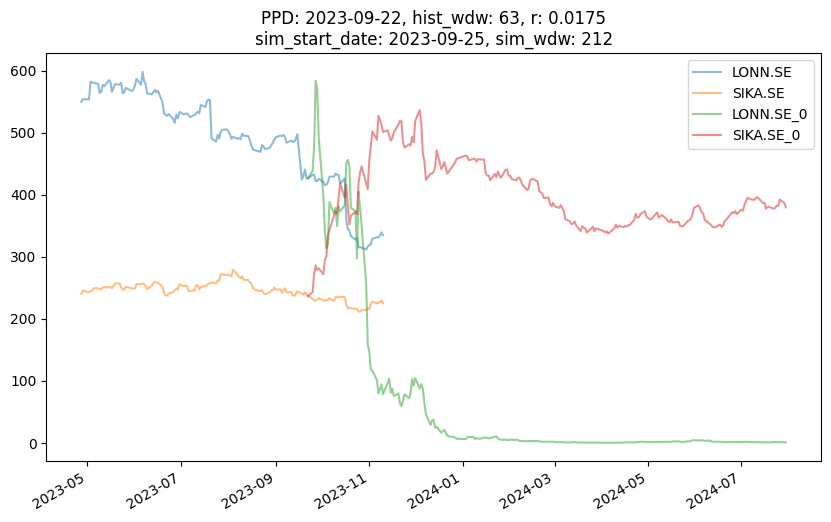 PPD: 2023-09-22, hist_wdw: 63, r: 0.0175
sim_start_date: 2023-09-25, sim_wdw: 212
LONN.SE
SIKA.SE
LONN.SE_0
SIKA.SE_0
600
500
400
300
200
100
0
2023-05
2023-07
2023-09
2023-11
2024-01
2024-03
2024-05
2024-07